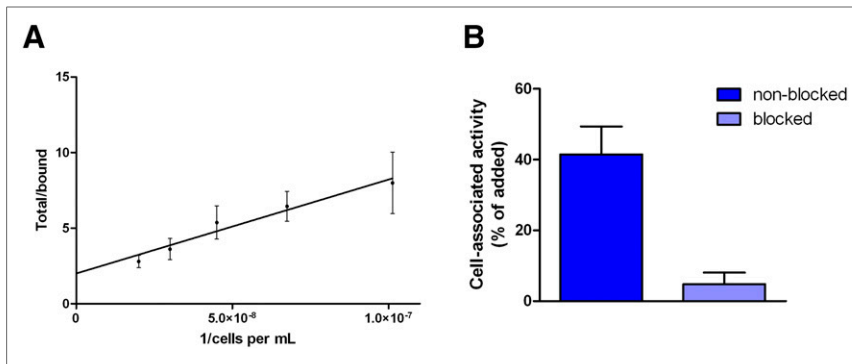 A
15
10
5
0
Total/bound
0
5.0×10⁻⁸
1.0×10⁻⁷
1/cells per mL
B
60
40
20
0
Cell-associated activity
(% of added)
non-blocked
blocked